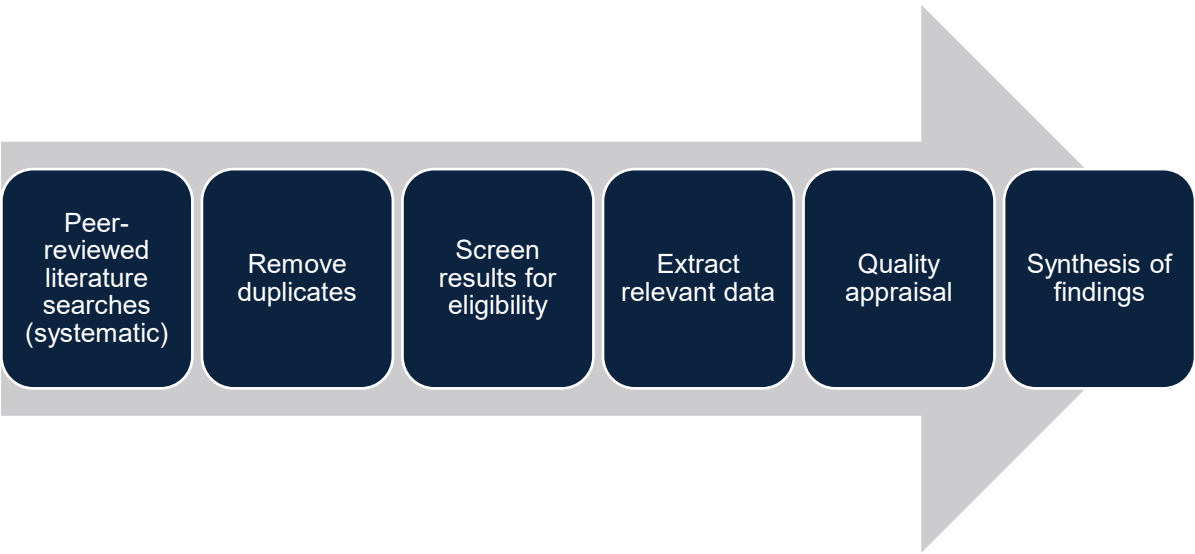 Peer-
reviewed
literature
searches
(systematic)
Remove
duplicates
Screen
results for
eligibility
Extract
relevant data
Quality
appraisal
Synthesis of
findings